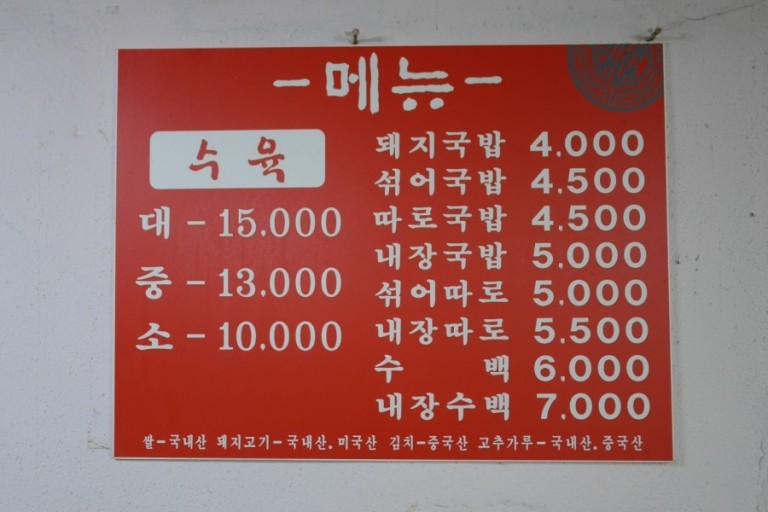 -메뉴-
수육
대 - 15,000
중 - 13,000
소 - 10,000
돼지국밥 4,000
섞어국밥 4,500
따로국밥 4,500
내장국밥 5,000
섞어따로 5,000
내장따로 5,500
수 백 6,000
내장수백 7,000
쌀-국내산 돼지고기-국내산.미국산 김치-중국산 고추가루-국내산.중국산